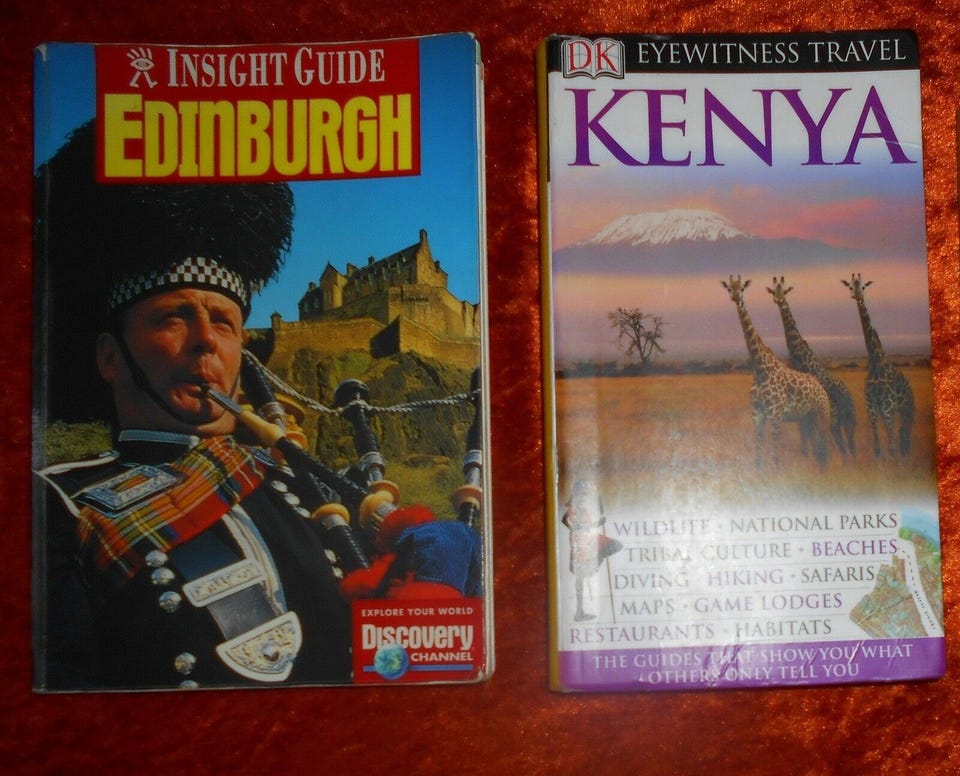 INSIGHT GUIDE
EDINBURGH
EXPLORE YOUR WORLD
Discovery
CHANNEL
DK EYEWITNESS TRAVEL
KENYA
WILDLIFE • NATIONAL PARKS
TRIBAL CULTURE • BEACHES
DIVING • HIKING • SAFARIS
MAPS • GAME LODGES
RESTAURANTS • HABITATS
THE GUIDES THAT SHOW YOU WHAT
OTHERS ONLY TELL YOU